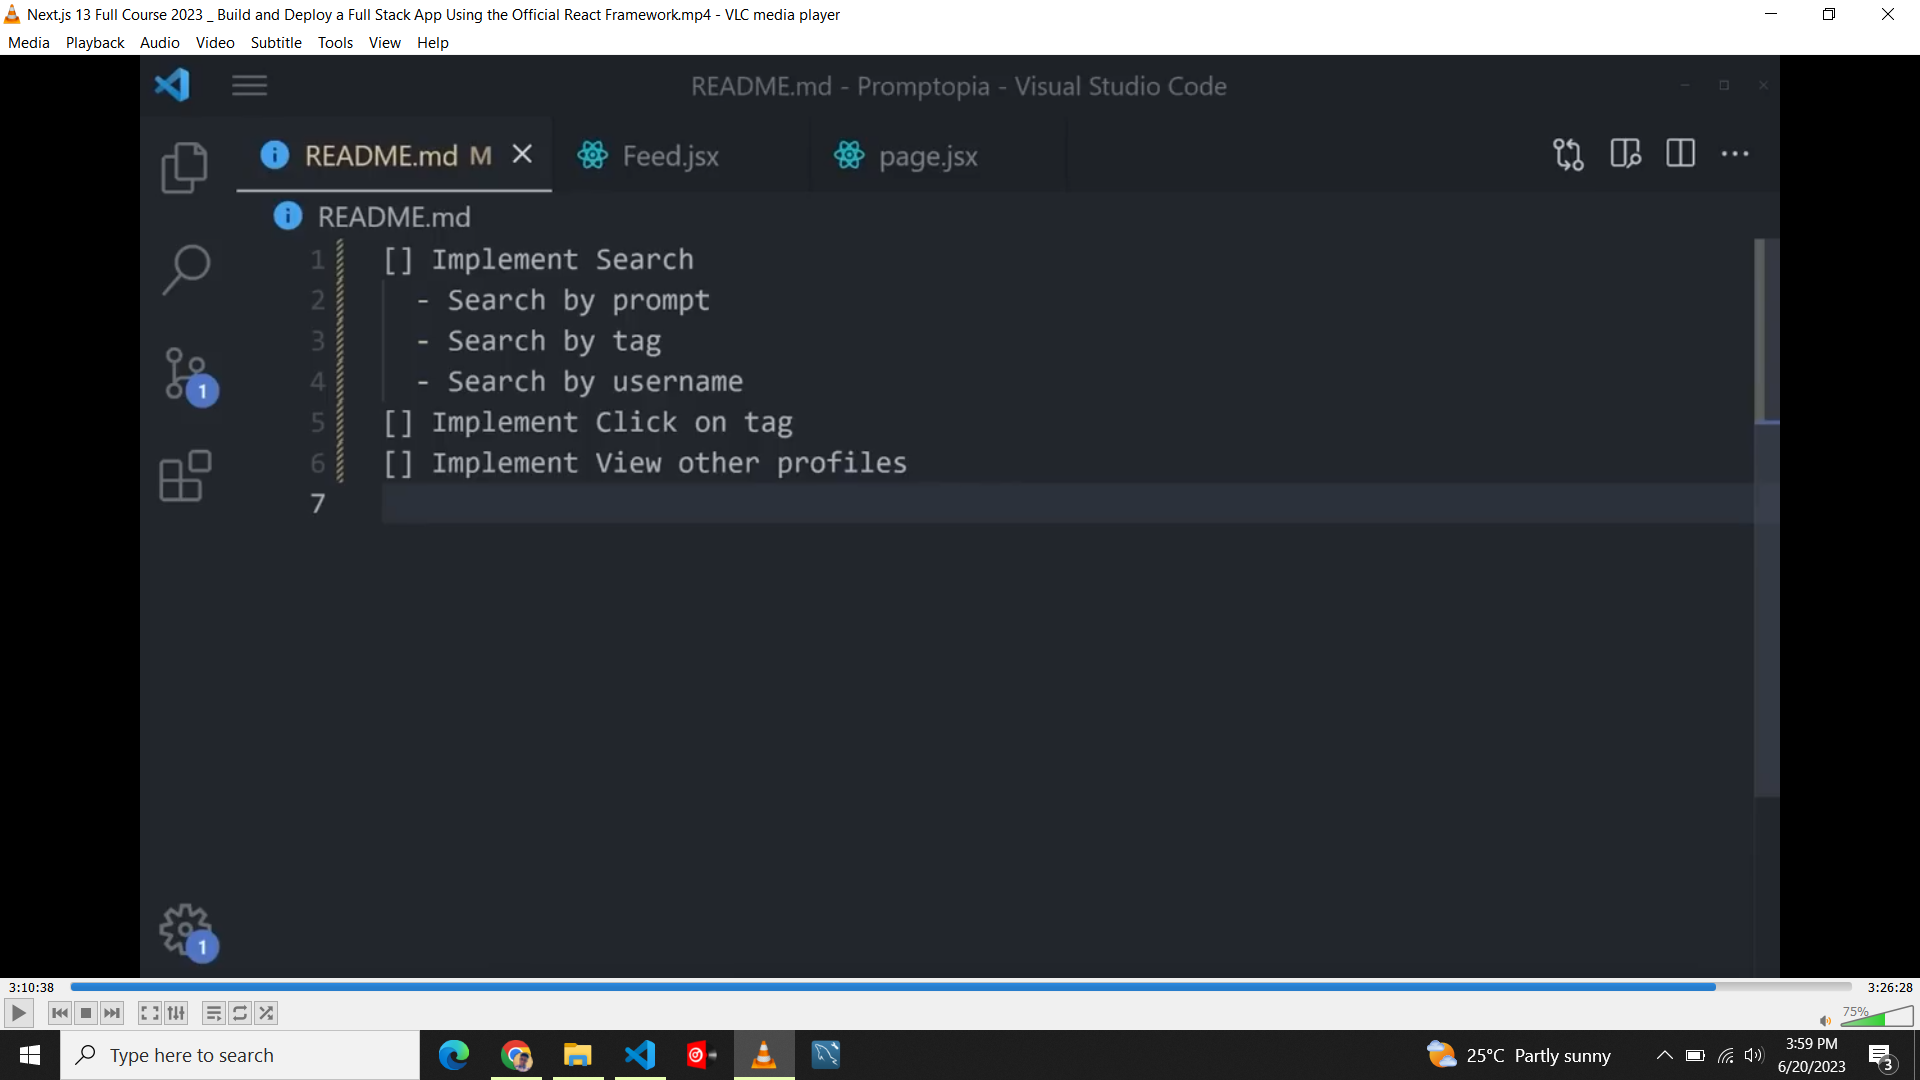 Next.js 13 Full Course 2023 _ Build and Deploy a Full Stack App Using the Official React Framework.mp4 - VLC media player
Media Playback Audio Video Subtitle Tools View Help
README.md - Promptopia - Visual Studio Code
README.md M Feed.jsx page.jsx
README.md
1 [] Implement Search
2 - Search by prompt
3 - Search by tag
4 - Search by username
5 [] Implement Click on tag
6 [] Implement View other profiles
7
1
1
3:10:38 3:26:28
75%
Type here to search
25°C Partly sunny
3:59 PM
6/20/2023
3